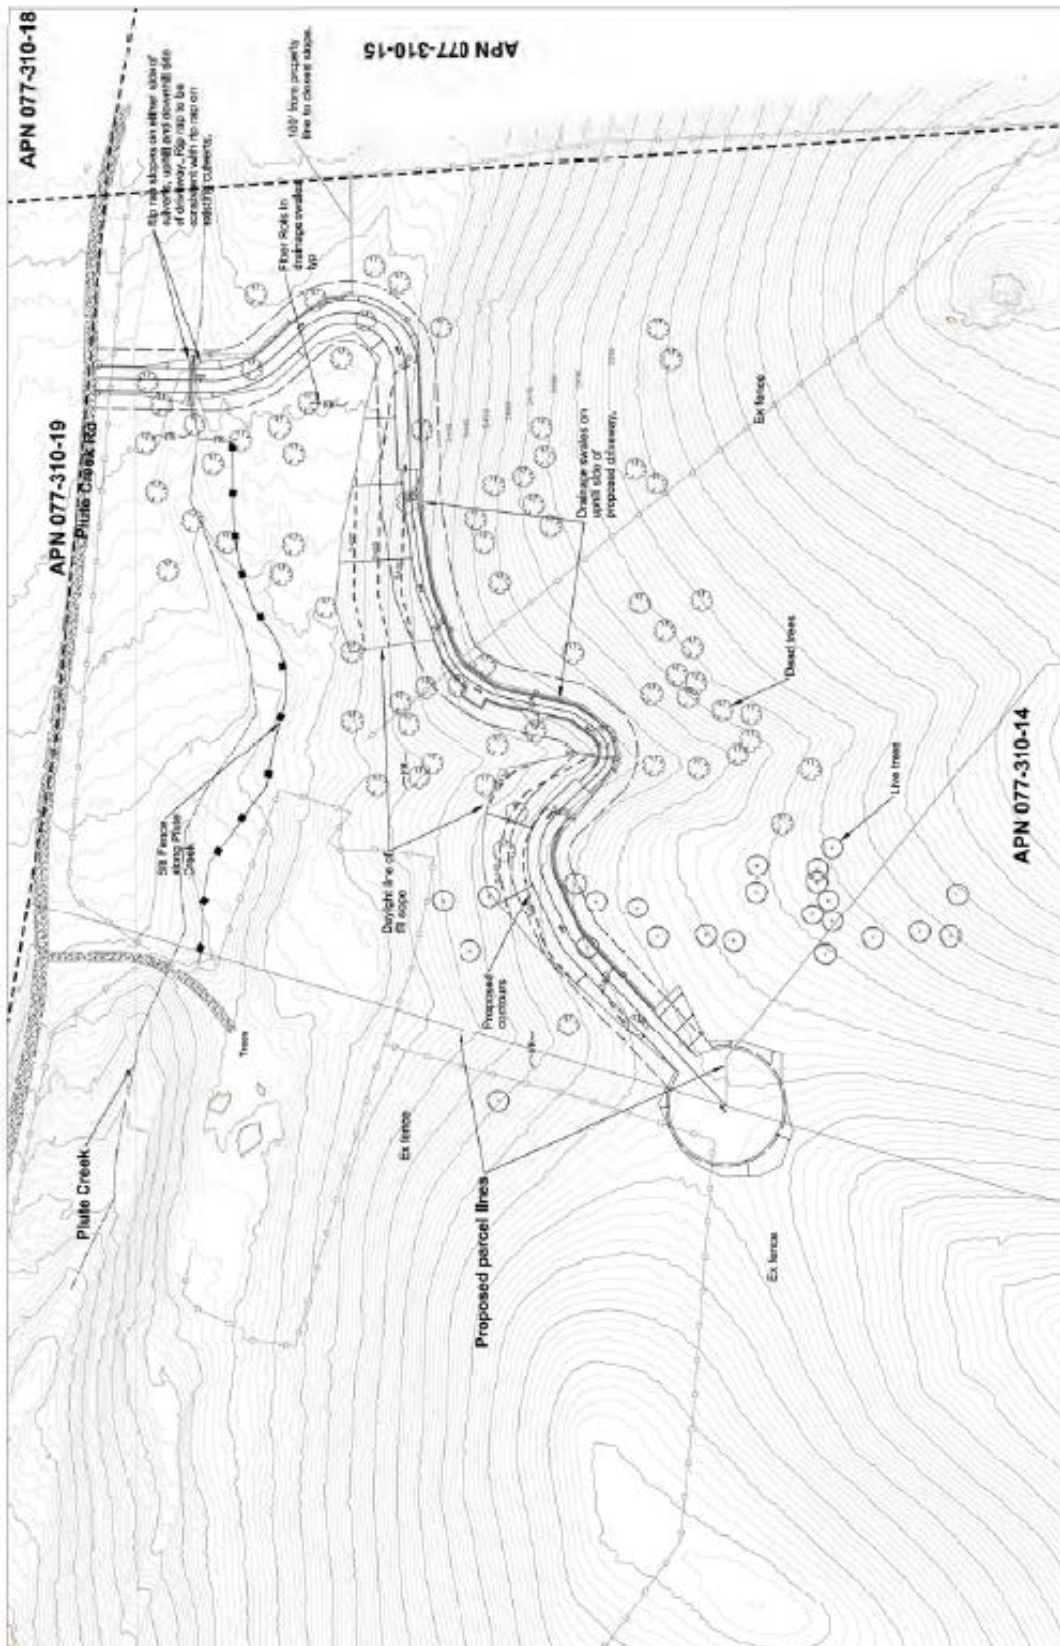 APN 077-310-18
APN 077-310-15
Rip rap slopes on either side of
culverts, uphill and downhill side
of driveway. Rip rap to be
consistent with rip rap on
existing culverts.
100' from property
line to closest slope.
Fiber Rolls in
drainage swales
typ
APN 077-310-19
Piute Creek Rd
Ex fence
Drainage swales on
uphill side of
proposed driveway.
Dead trees
Live trees
APN 077-310-14
Silt Fence
along Piute
Creek
Daylight line of
fill slope
Proposed
contours
Trees
Piute Creek
Ex fence
Proposed parcel lines
Ex fence